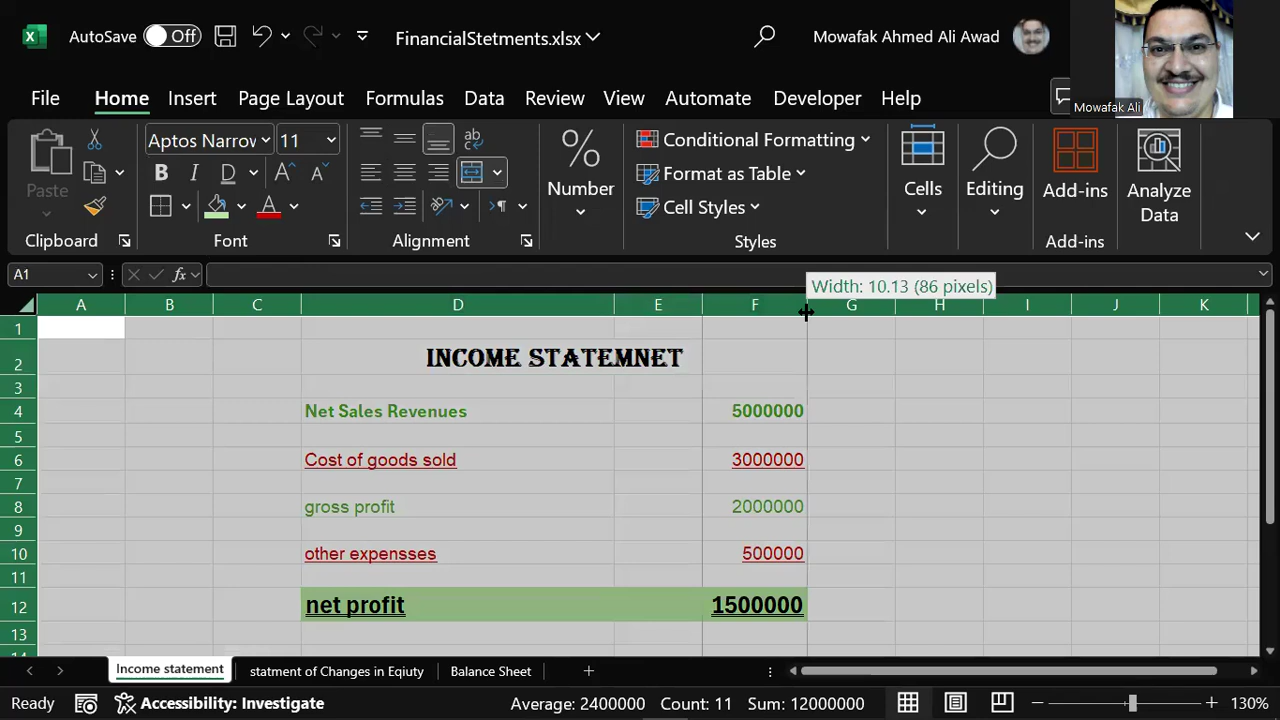 AutoSave Off FinancialStetments.xlsx Mowafak Ahmed Ali Awad
Mowafak Ali
File Home Insert Page Layout Formulas Data Review View Automate Developer Help
Paste
Clipboard
Aptos Narrov 11
B I D
A A
A
Font
ab
Alignment
%
Number
Conditional Formatting
Format as Table
Cell Styles
Styles
Cells
Editing
Add-ins
Add-ins
Analyze
Data
A1 fx
Width: 10.13 (86 pixels)
A B C D E F G H I J K
1
2 INCOME STATEMNET
3
4 Net Sales Revenues 5000000
5
6 Cost of goods sold 3000000
7
8 gross profit 2000000
9
10 other expensses 500000
11
12 net profit 1500000
13
14
Income statement statment of Changes in Eqiuty Balance Sheet
Ready Accessibility: Investigate Average: 2400000 Count: 11 Sum: 12000000 130%